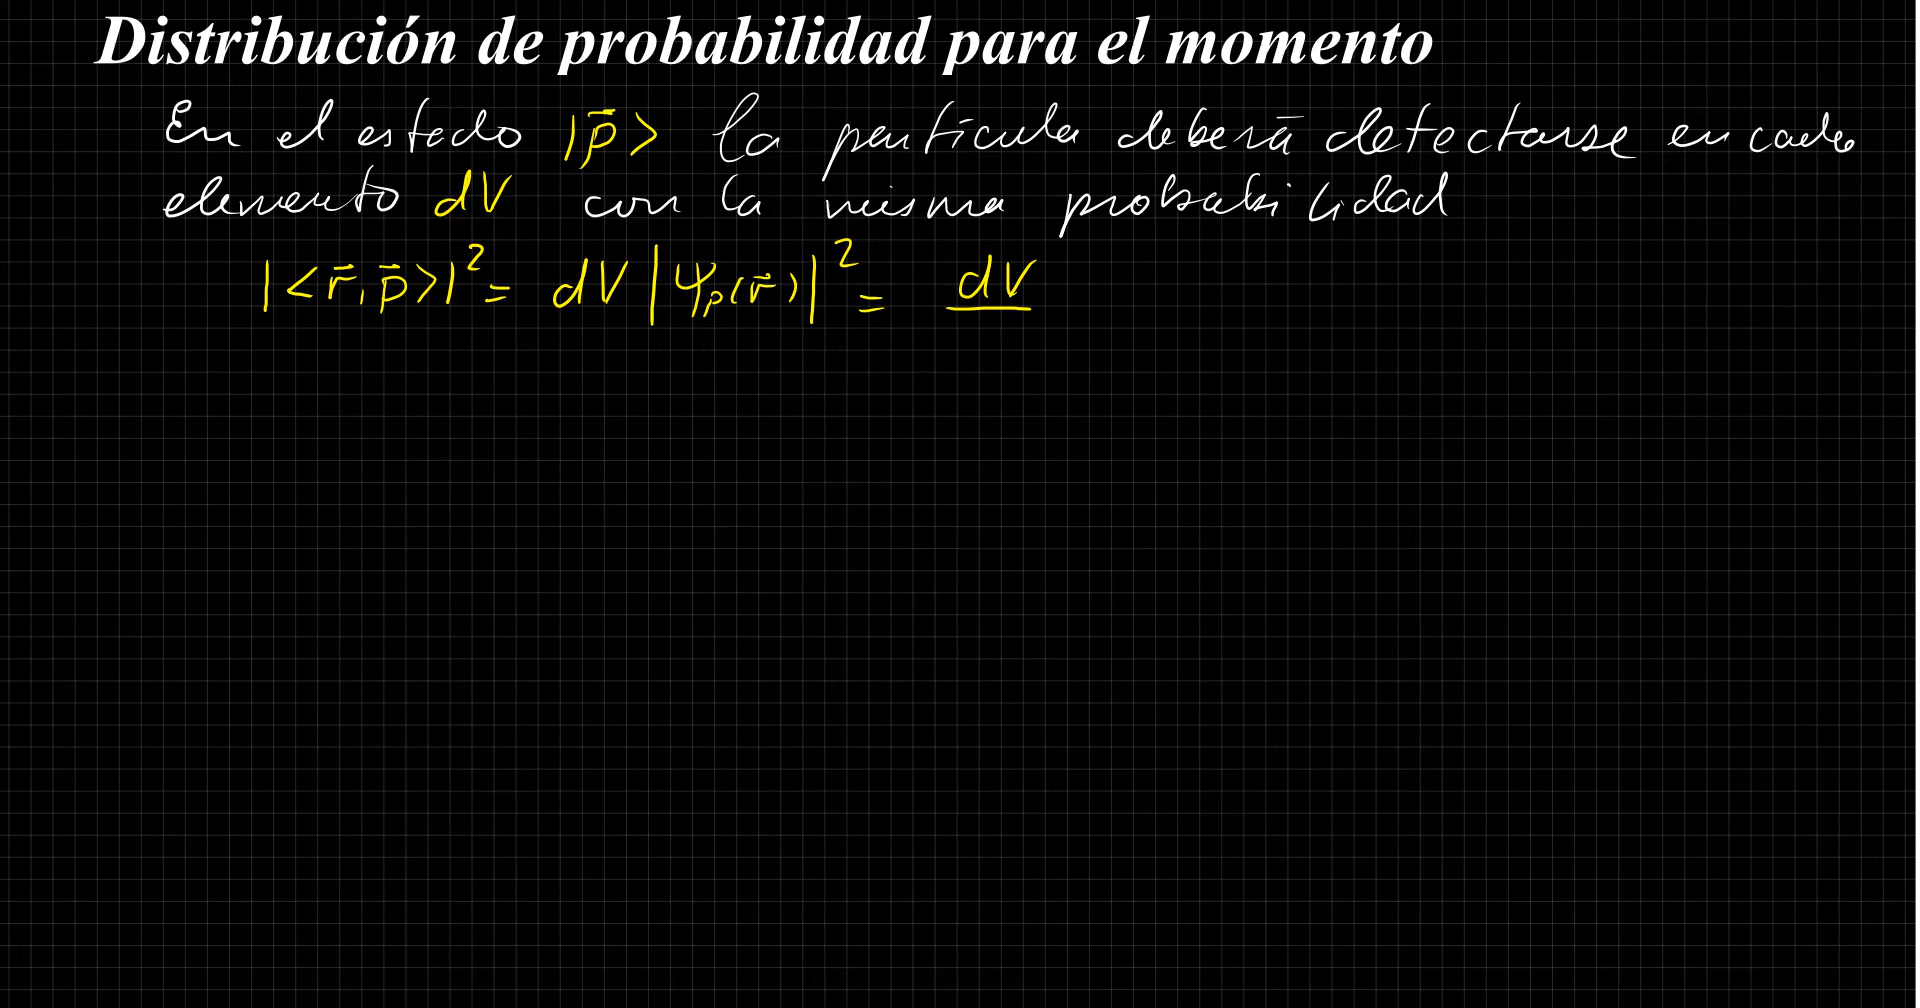 Distribución de probabilidad para el momento
En el estado |p⃗> la partícula deberá detectarse en cada
elemento dV con la misma probabilidad
|<r⃗,p⃗>|² = dV |Ψp(r⃗)|² = dV